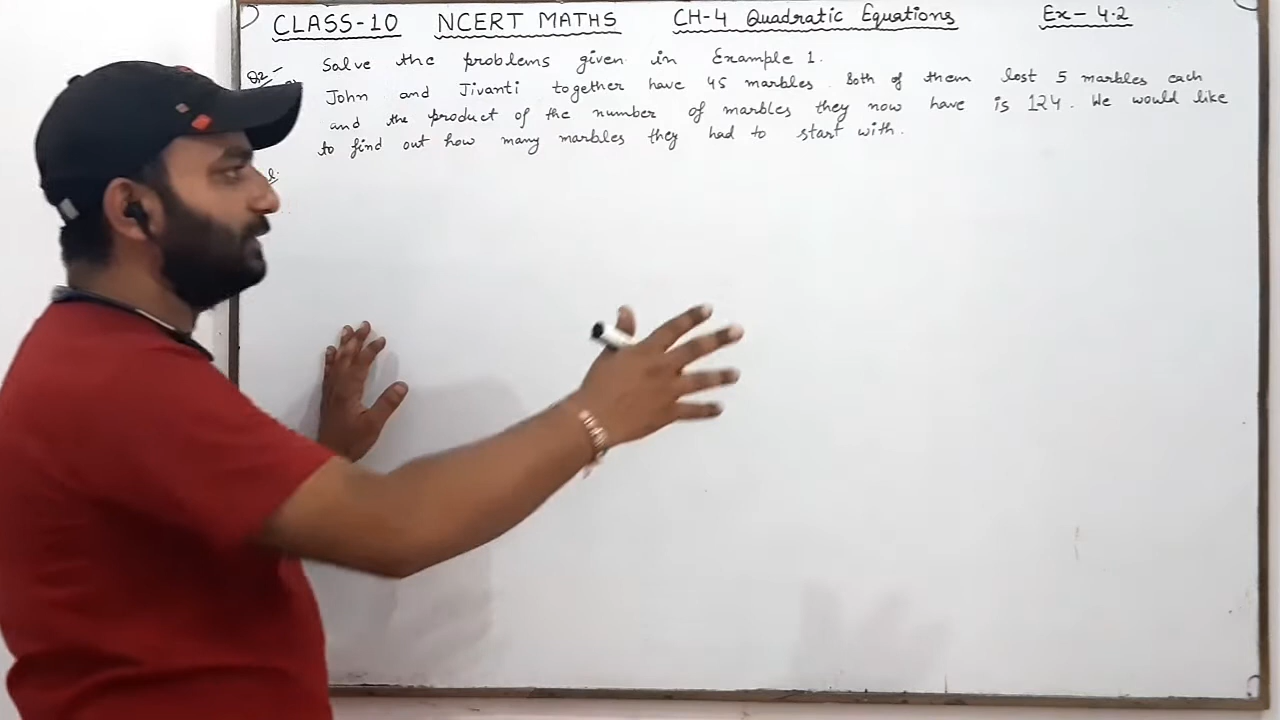 CLASS-10 NCERT MATHS CH-4 Quadratic Equations Ex-4.2
Q2- Solve the problems given in Example 1.
John and Jivanti together have 45 marbles. Both of them lost 5 marbles each
and the product of the number of marbles they now have is 124. We would like
to find out how many marbles they had to start with.